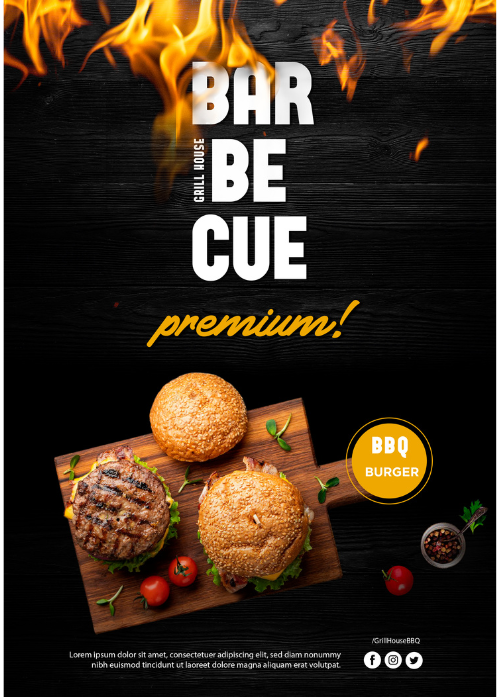 BAR
GRILL HOUSE
BE
CUE
premium!
BBQ
BURGER
/GrillHouseBBQ
Lorem ipsum dolor sit amet, consectetuer adipiscing elit, sed diam nonummy
nibh euismod tincidunt ut laoreet dolore magna aliquam erat volutpat.